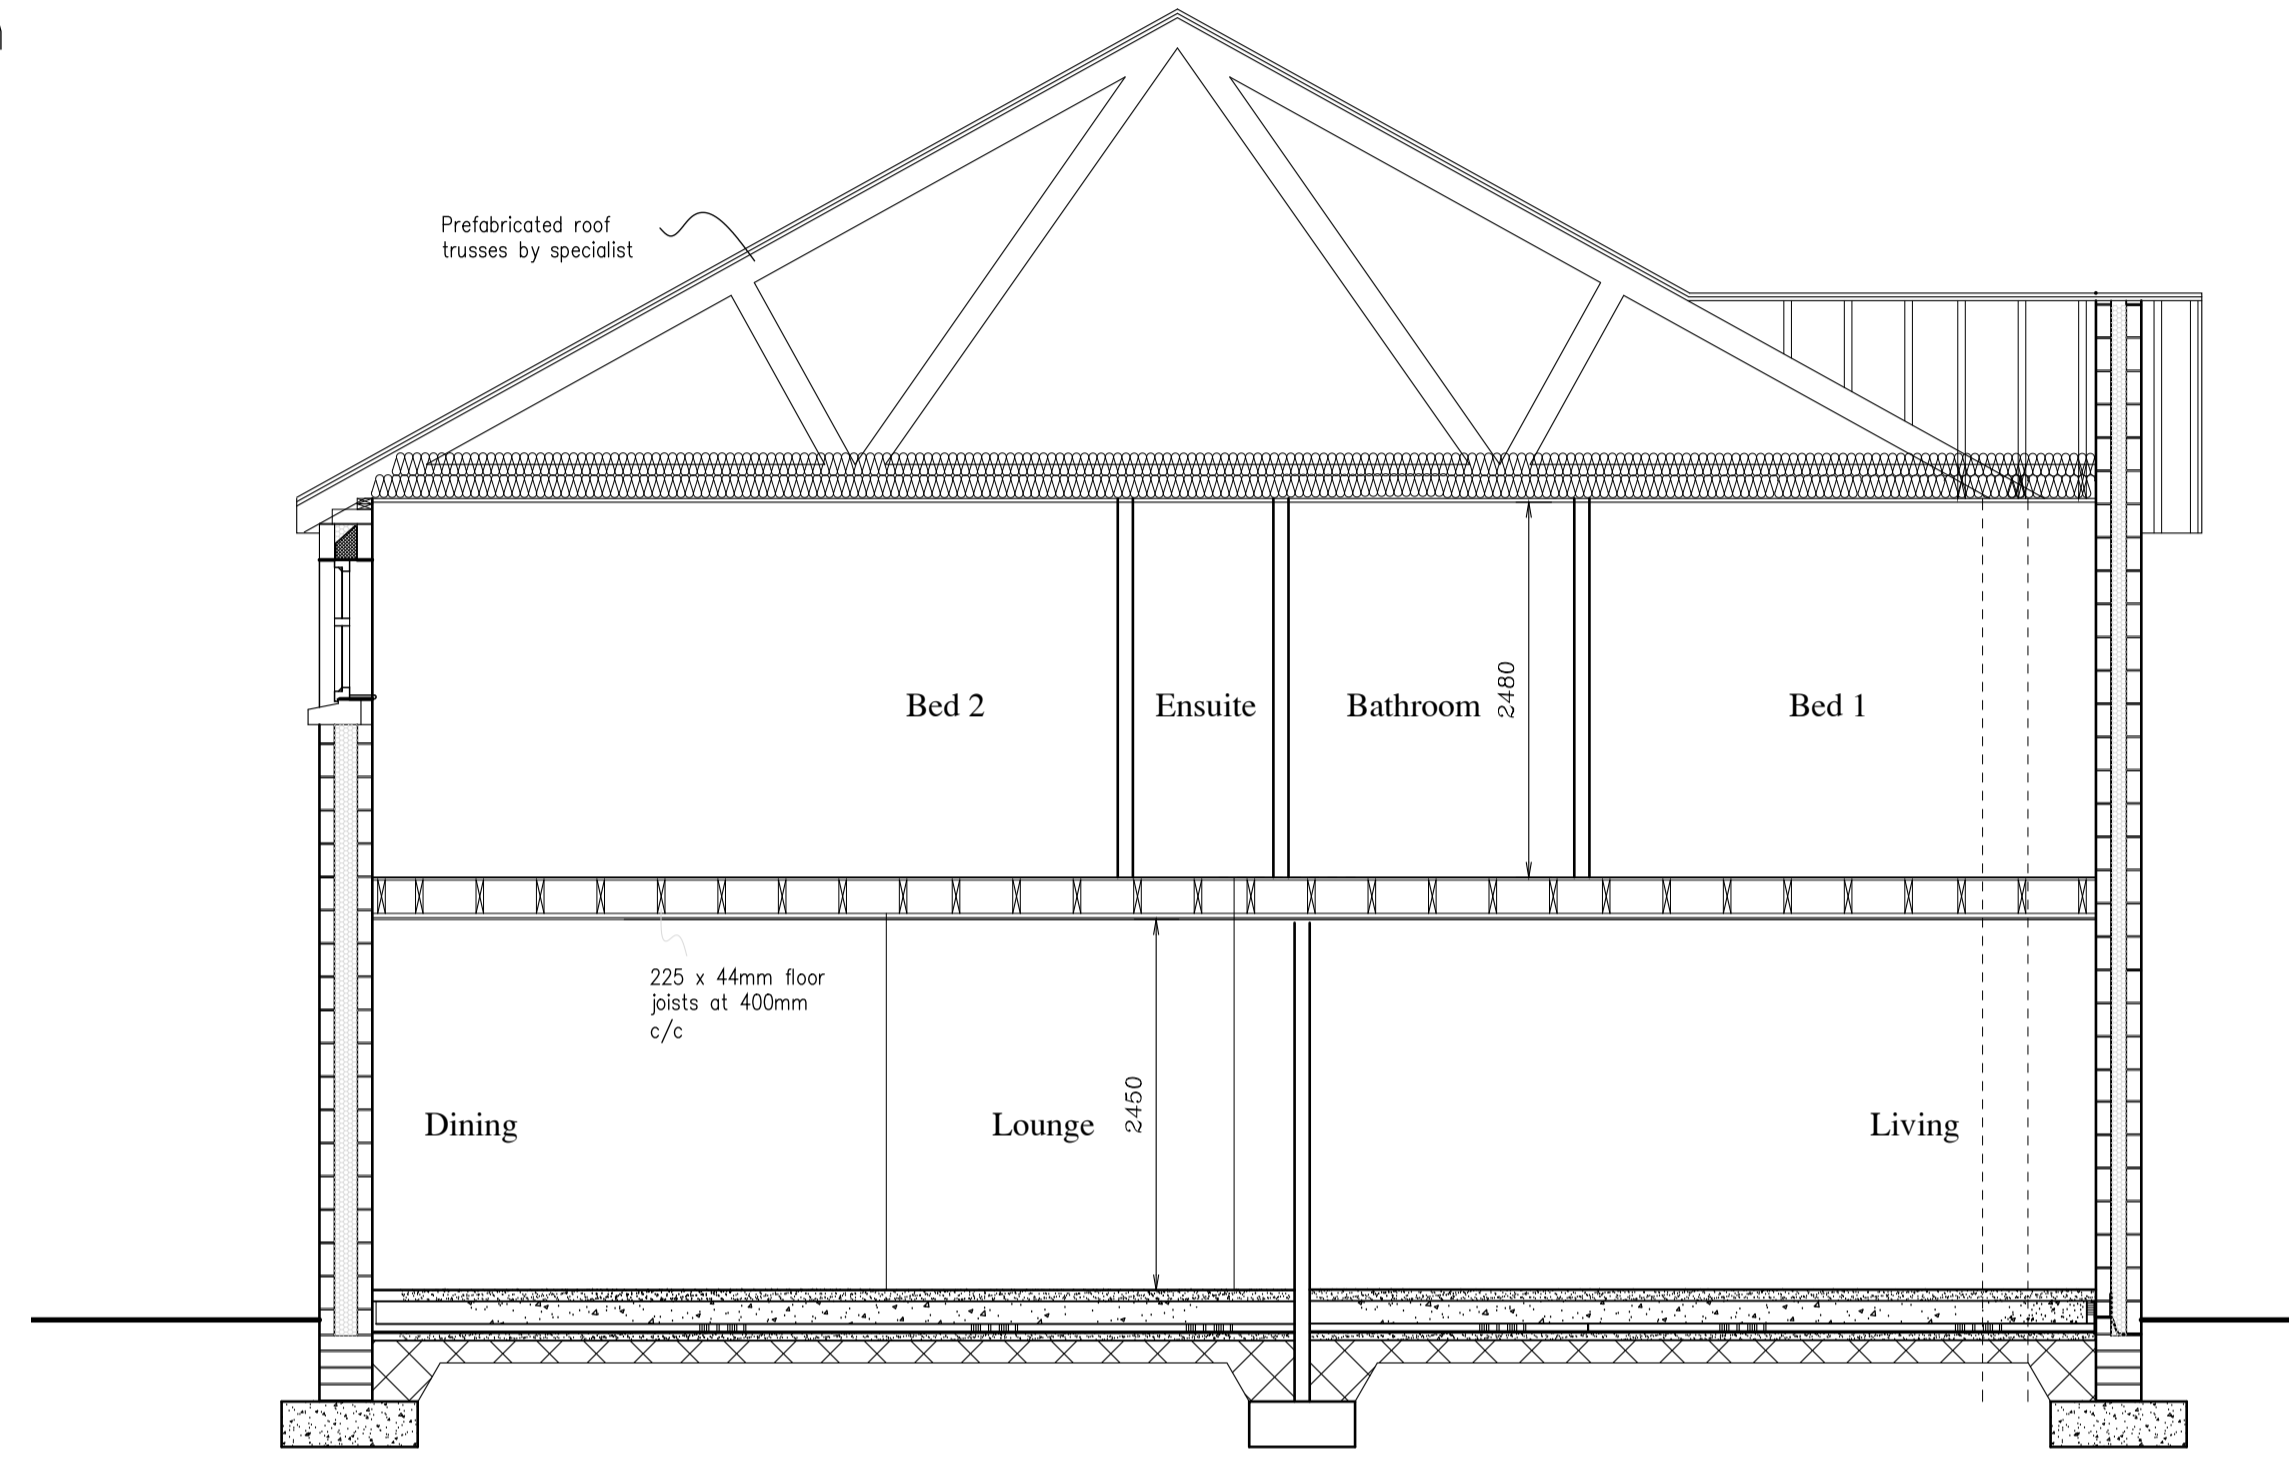 Prefabricated roof
trusses by specialist
Bed 2
Ensuite
Bathroom
2480
Bed 1
225 x 44mm floor
joists at 400mm
c/c
Dining
Lounge
2450
Living